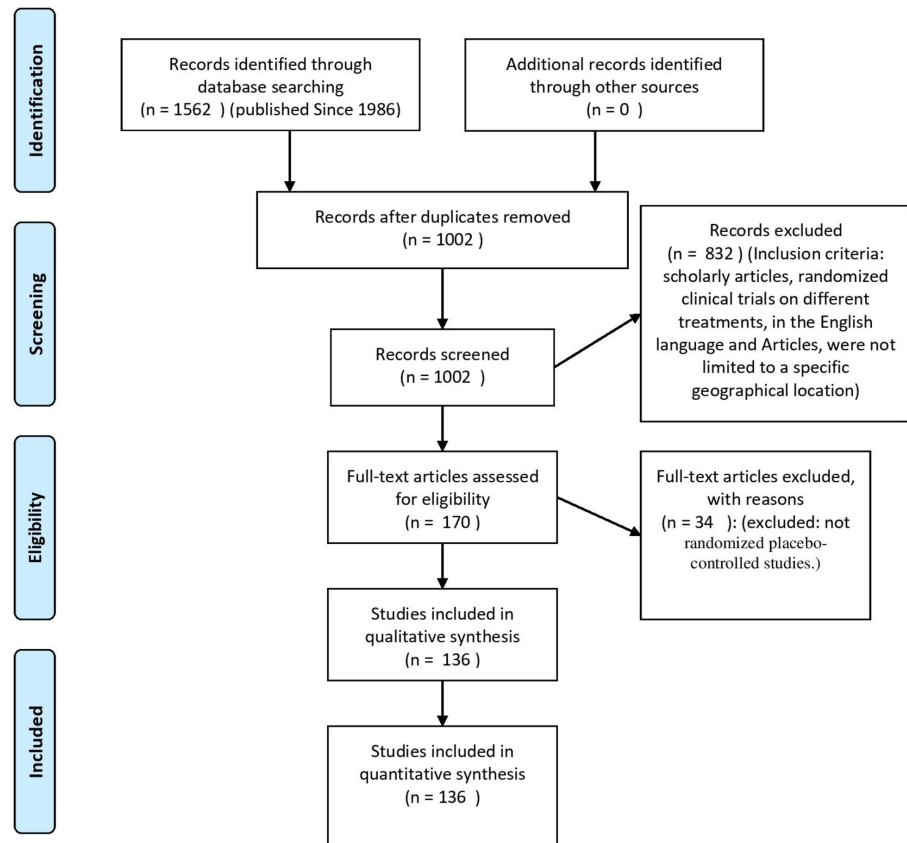 Identification
Records identified through
database searching
(n = 1562  ) (published Since 1986)
Additional records identified
through other sources
(n = 0  )
Records after duplicates removed
(n = 1002  )
Screening
Records screened
(n = 1002  )
Records excluded
(n =  832 ) (Inclusion criteria:
scholarly articles, randomized
clinical trials on different
treatments, in the English
language and Articles, were not
limited to a specific
geographical location)
Eligibility
Full-text articles assessed
for eligibility
(n =  170 )
Full-text articles excluded,
with reasons
(n = 34   ): (excluded: not
randomized placebo-
controlled studies.)
Studies included in
qualitative synthesis
(n =  136 )
Included
Studies included in
quantitative synthesis
(n = 136 )